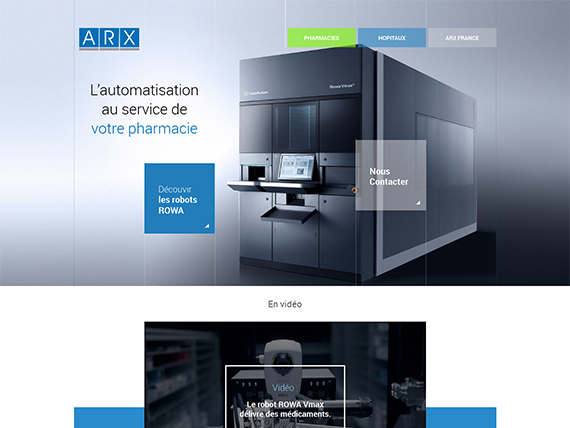 ARX
PHARMACIES
HOPITAUX
ARX FRANCE
L'automatisation
au service de
votre pharmacie
CareFusion
Rowa Vmax
Découvir
les robots
ROWA
Nous
Contacter
En vidéo
Vidéo
Le robot ROWA Vmax
délivre des médicaments.